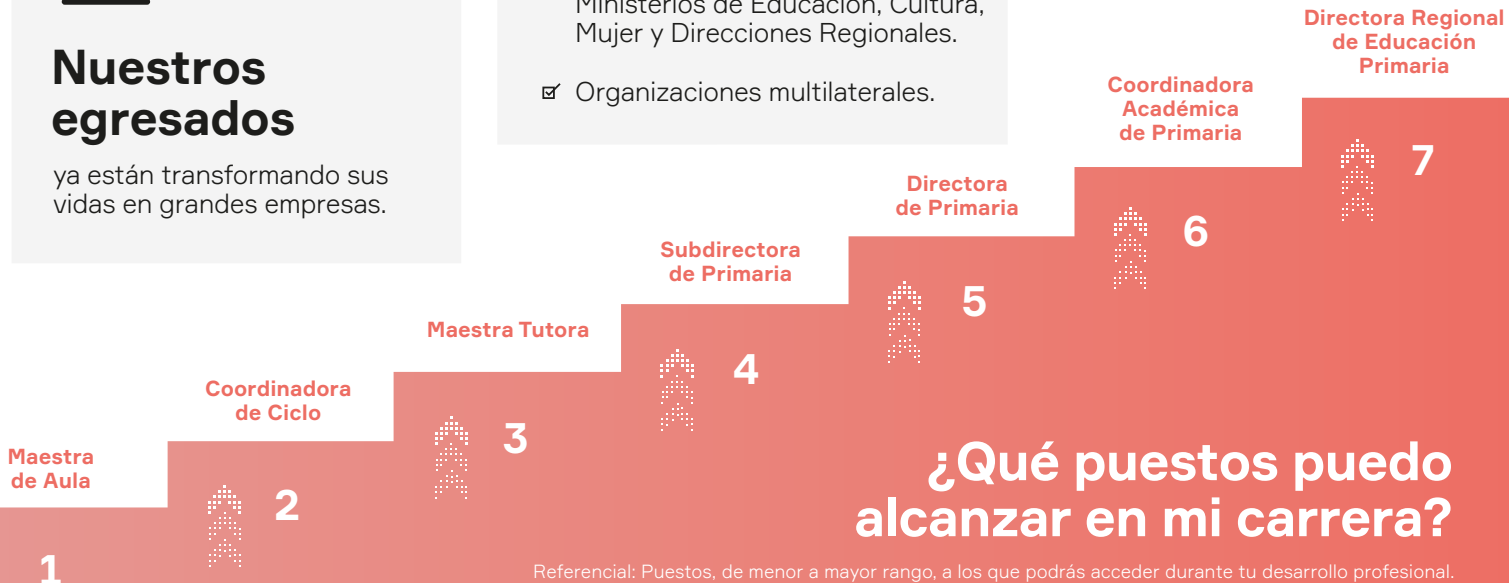 Nuestros
egresados
ya están transformando sus
vidas en grandes empresas.
Ministerios de Educación, Cultura,
Mujer y Direcciones Regionales.
Organizaciones multilaterales.
Maestra
de Aula
1
Coordinadora
de Ciclo
2
Maestra Tutora
3
Subdirectora
de Primaria
4
Directora
de Primaria
5
Coordinadora
Académica
de Primaria
6
Directora Regional
de Educación
Primaria
7
¿Qué puestos puedo
alcanzar en mi carrera?
Referencial: Puestos, de menor a mayor rango, a los que podrás acceder durante tu desarrollo profesional.